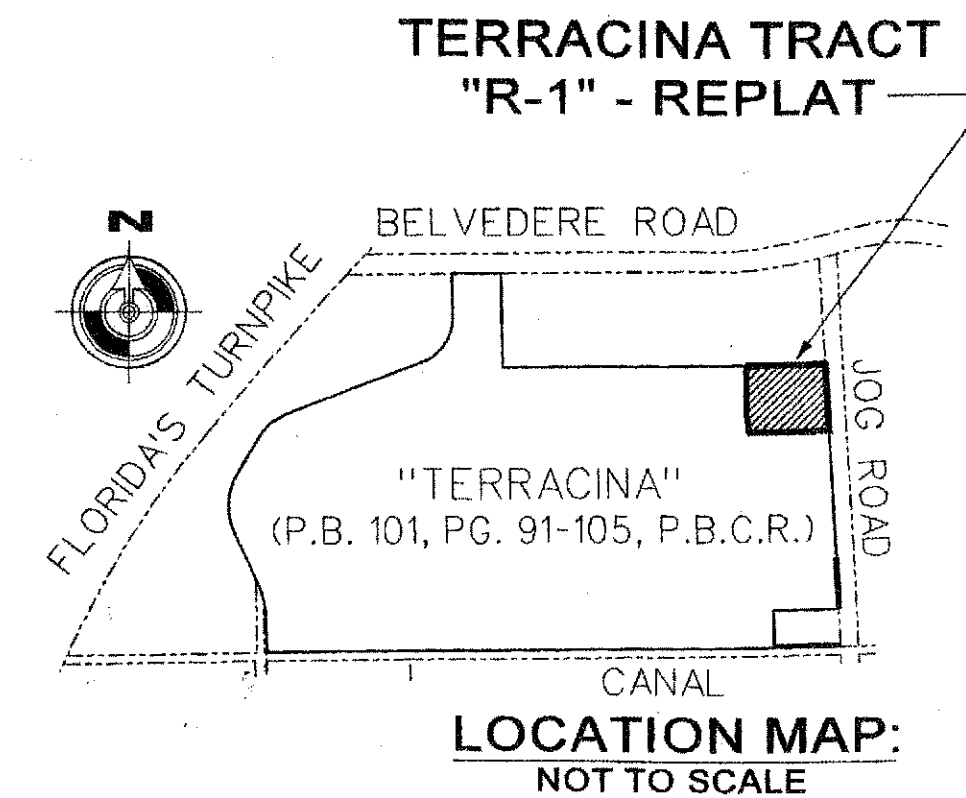 TERRACINA TRACT
"R-1" - REPLAT
N
BELVEDERE ROAD
FLORIDA'S TURNPIKE
JOG ROAD
"TERRACINA"
(P.B. 101, PG. 91-105, P.B.C.R.)
CANAL
LOCATION MAP:
NOT TO SCALE